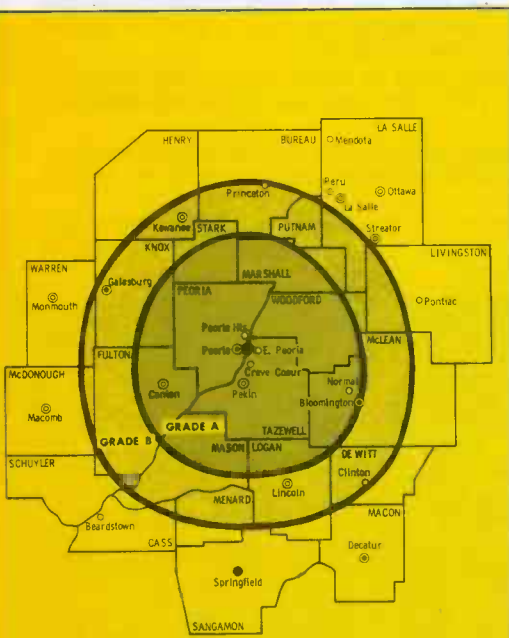 LA SALLE
HENRY
BUREAU
Mendota
Princeton
Peru
Ottawa
La Salle
Kewanee
STARK
PUTNAM
Streator
KNOX
LIVINGSTON
WARREN
MARSHALL
Galesburg
PEORIA
WOODFORD
Monmouth
Pontiac
Peoria Hts
McLEAN
Peoria
E. Peoria
FULTON
Creve Coeur
McDONOUGH
Canton
Pekin
Normal
Bloomington
Macomb
GRADE A
TAZEWELL
GRADE B
MASON
LOGAN
DE WITT
SCHUYLER
Clinton
Lincoln
MENARD
MACON
Beardstown
CASS
Decatur
Springfield
SANGAMON